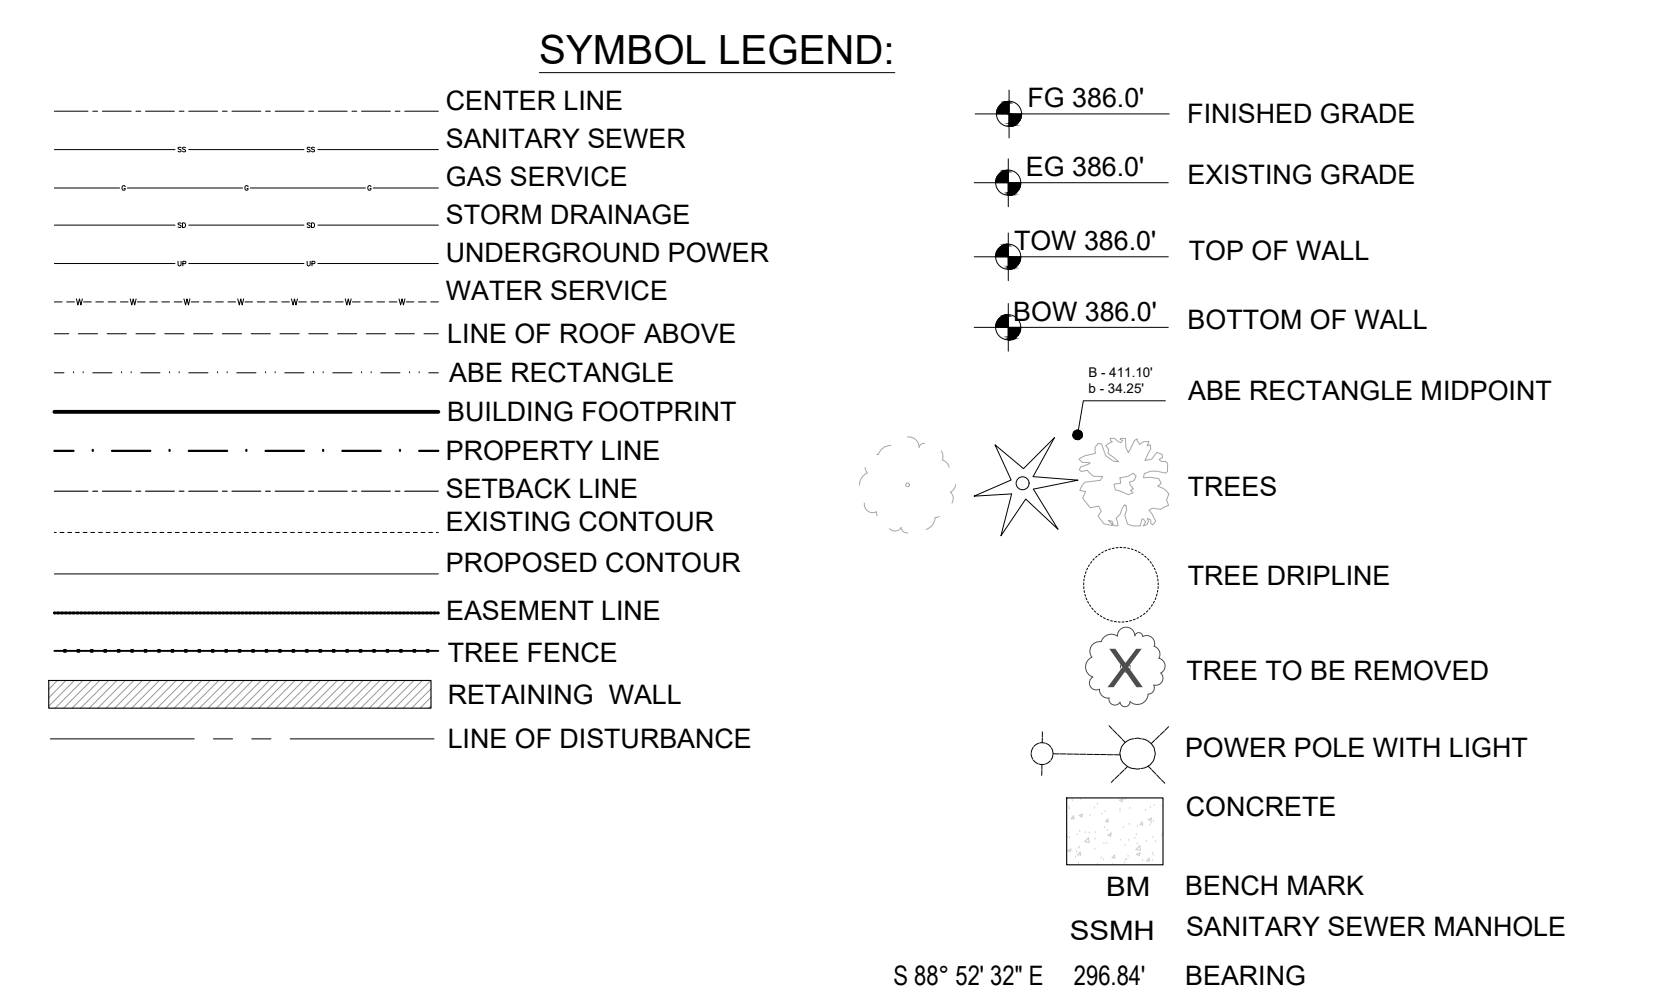 SYMBOL LEGEND:
CENTER LINE
SS SS SANITARY SEWER
G G G GAS SERVICE
SD SD STORM DRAINAGE
UP UP UNDERGROUND POWER
W W W W W W W WATER SERVICE
LINE OF ROOF ABOVE
ABE RECTANGLE
BUILDING FOOTPRINT
PROPERTY LINE
SETBACK LINE
EXISTING CONTOUR
PROPOSED CONTOUR
EASEMENT LINE
TREE FENCE
RETAINING WALL
LINE OF DISTURBANCE
FG 386.0' FINISHED GRADE
EG 386.0' EXISTING GRADE
TOW 386.0' TOP OF WALL
BOW 386.0' BOTTOM OF WALL
B - 411.10'
b - 34.25'
ABE RECTANGLE MIDPOINT
TREES
TREE DRIPLINE
X TREE TO BE REMOVED
POWER POLE WITH LIGHT
CONCRETE
BM BENCH MARK
SSMH SANITARY SEWER MANHOLE
S 88° 52' 32" E 296.84' BEARING